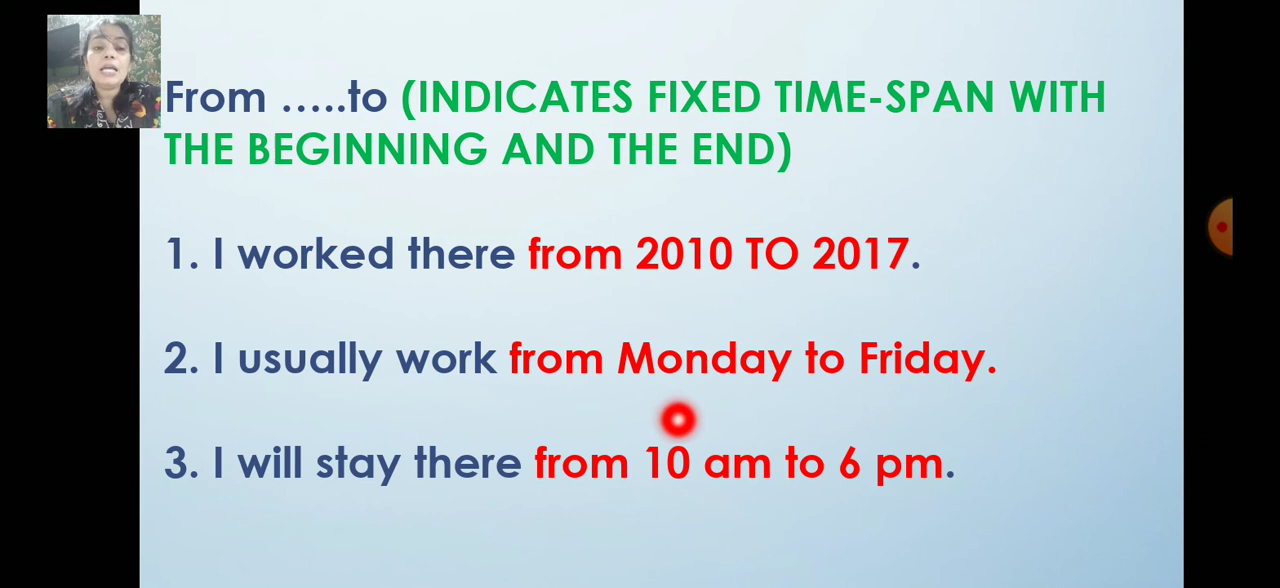 From …..to (INDICATES FIXED TIME-SPAN WITH
THE BEGINNING AND THE END)
1. I worked there from 2010 TO 2017.
2. I usually work from Monday to Friday.
3. I will stay there from 10 am to 6 pm.